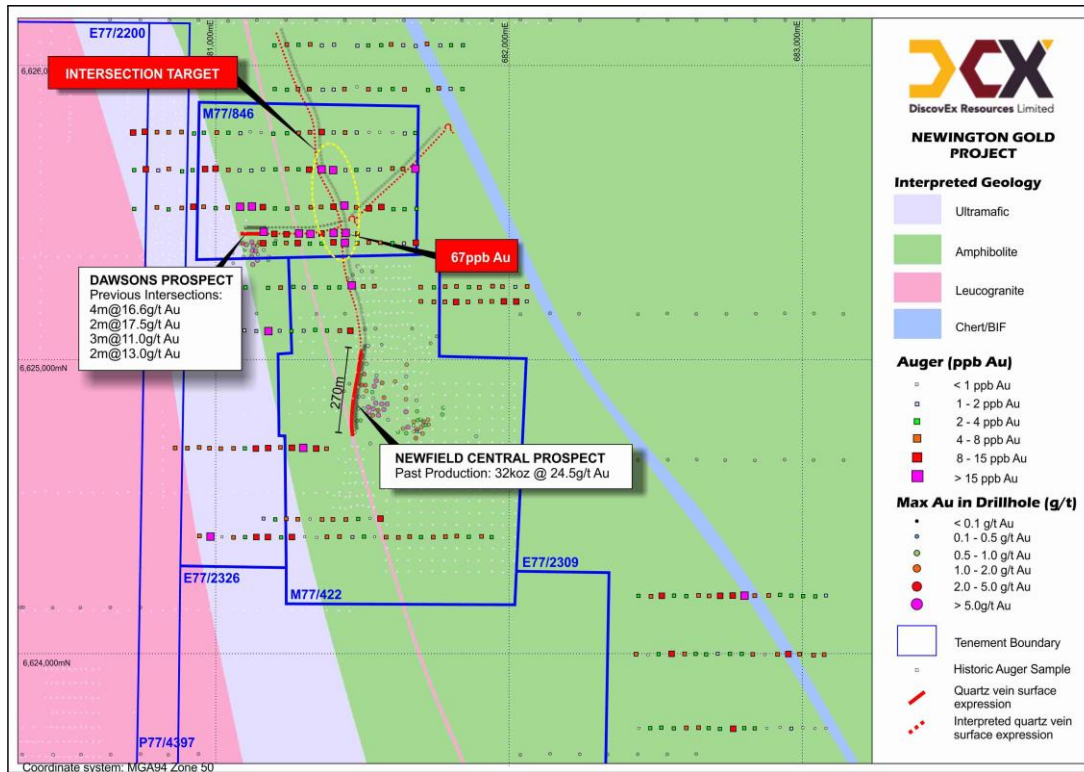 E77/2200
681,000mE
682,000mE
683,000mE
6,626,0
INTERSECTION TARGET
M77/846
67ppb Au
DAWSONS PROSPECT
Previous Intersections:
4m@16.6g/t Au
2m@17.5g/t Au
3m@11.0g/t Au
2m@13.0g/t Au
?
?
6,625,000mN
270m
NEWFIELD CENTRAL PROSPECT
Past Production: 32koz @ 24.5g/t Au
E77/2309
E77/2326
M77/422
6,624,000mN
P77/4397
Coordinate system: MGA94 Zone 50
DCX
DiscovEx Resources Limited
NEWINGTON GOLD
PROJECT
Interpreted Geology
Ultramafic
Amphibolite
Leucogranite
Chert/BIF
Auger (ppb Au)
< 1 ppb Au
1 - 2 ppb Au
2 - 4 ppb Au
4 - 8 ppb Au
8 - 15 ppb Au
> 15 ppb Au
Max Au in Drillhole (g/t)
< 0.1 g/t Au
0.1 - 0.5 g/t Au
0.5 - 1.0 g/t Au
1.0 - 2.0 g/t Au
2.0 - 5.0 g/t Au
> 5.0g/t Au
Tenement Boundary
Historic Auger Sample
Quartz vein surface
expression
Interpreted quartz vein
surface expression